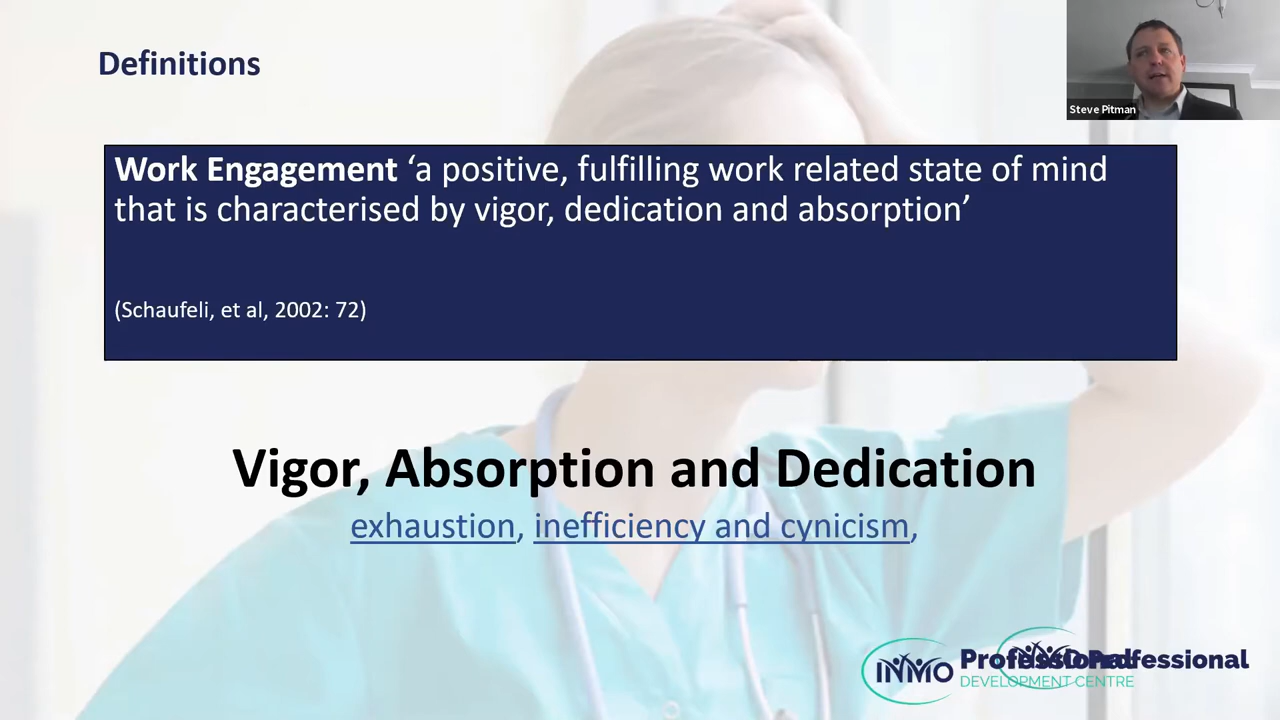 Definitions
Steve Pitman
Work Engagement ‘a positive, fulfilling work related state of mind
that is characterised by vigor, dedication and absorption’
(Schaufeli, et al, 2002: 72)
Vigor, Absorption and Dedication
exhaustion, inefficiency and cynicism,
INMO
Professional
DEVELOPMENT CENTRE